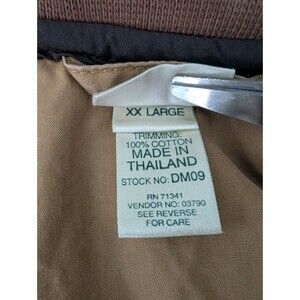 XX LARGE
TRIMMING:
100% COTTON
MADE IN
THAILAND
STOCK NO: DM09
RN 71341
VENDOR NO: 03790
SEE REVERSE
FOR CARE